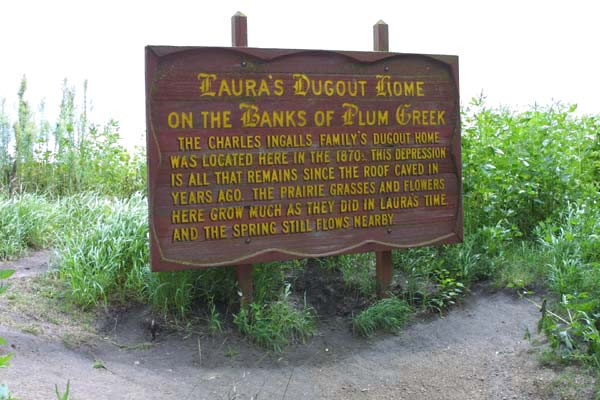 Laura's Dugout Home
on the Banks of Plum Creek
The Charles Ingalls Family's dugout home
was located here in the 1870s. This depression
is all that remains since the roof caved in
years ago. The prairie grasses and flowers
here grow much as they did in Laura's time
and the spring still flows nearby.